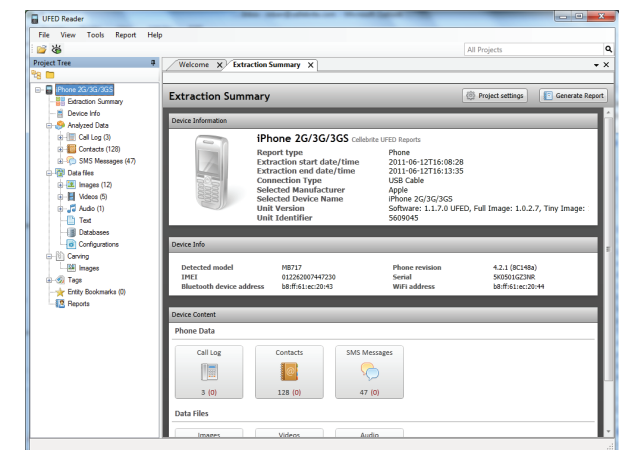 UFED Reader
File View Tools Report Help
All Projects
Project Tree
Welcome X Extraction Summary X
iPhone 2G/3G/3GS
Extraction Summary
Device Info
Analyzed Data
Call Log (3)
Contacts (128)
SMS Messages (47)
Data files
Images (12)
Videos (5)
Audio (1)
Text
Databases
Configurations
Carving
Images
Tags
Entity Bookmarks (0)
Reports
Extraction Summary
Project settings
Generate Report
Device Information
iPhone 2G/3G/3GS Cellebrite UFED Reports
Report type Phone
Extraction start date/time 2011-06-12T16:08:28
Extraction end date/time 2011-06-12T16:13:35
Connection Type USB Cable
Selected Manufacturer Apple
Selected Device Name iPhone 2G/3G/3GS
Unit Version Software: 1.1.7.0 UFED, Full Image: 1.0.2.7, Tiny Image:
Unit Identifier 5609045
Device Info
Detected model MB717 Phone revision 4.2.1 (8C148a)
IMEI 012262007447230 Serial 5K0501GZ3NR
Bluetooth device address b8:ff:61:ec:20:43 WiFi address b8:ff:61:ec:20:44
Device Content
Phone Data
Call Log Contacts SMS Messages
3 (0) 128 (0) 47 (0)
Data Files
Images Videos Audio